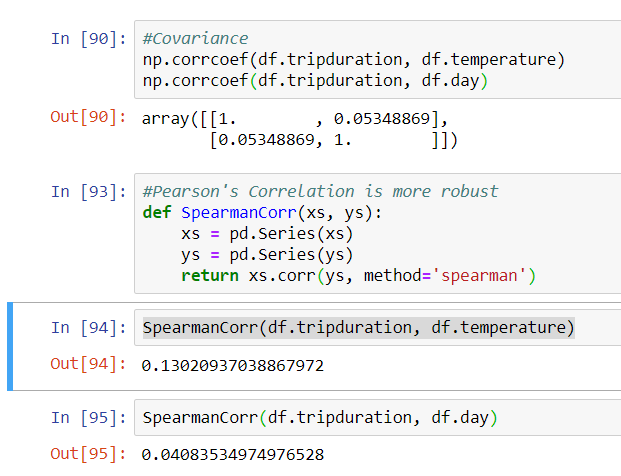 In [90]: #Covariance
np.corrcoef(df.tripduration, df.temperature)
np.corrcoef(df.tripduration, df.day)
Out[90]: array([[1.        , 0.05348869],
       [0.05348869, 1.        ]])
In [93]: #Pearson's Correlation is more robust
def SpearmanCorr(xs, ys):
    xs = pd.Series(xs)
    ys = pd.Series(ys)
    return xs.corr(ys, method='spearman')
In [94]: SpearmanCorr(df.tripduration, df.temperature)
Out[94]: 0.13020937038867972
In [95]: SpearmanCorr(df.tripduration, df.day)
Out[95]: 0.04083534974976528